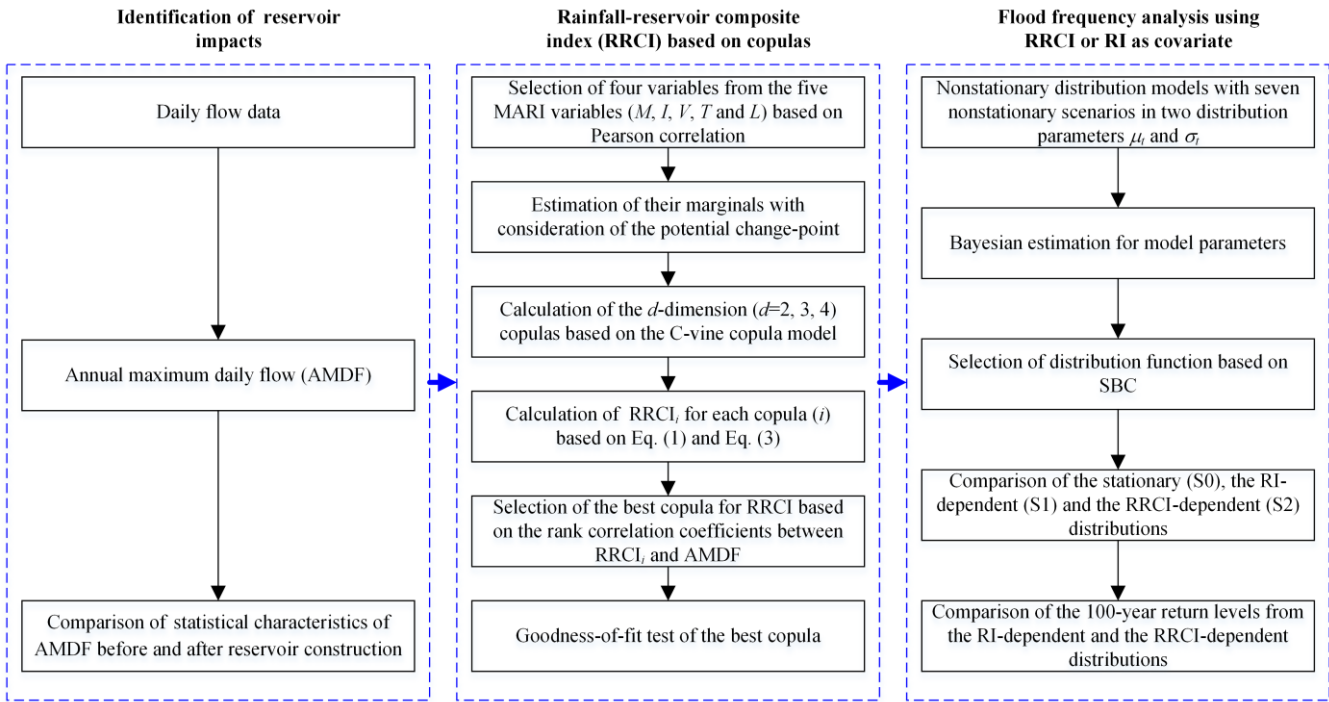 Identification of reservoir
impacts
Daily flow data
Annual maximum daily flow (AMDF)
Comparison of statistical characteristics of
AMDF before and after reservoir construction
Rainfall-reservoir composite
index (RRCI) based on copulas
Selection of four variables from the five
MARI variables (M, I, V, T and L) based on
Pearson correlation
Estimation of their marginals with
consideration of the potential change-point
Calculation of the d-dimension (d=2, 3, 4)
copulas based on the C-vine copula model
Calculation of RRCIᵢ for each copula (i)
based on Eq. (1) and Eq. (3)
Selection of the best copula for RRCI based
on the rank correlation coefficients between
RRCIᵢ and AMDF
Goodness-of-fit test of the best copula
Flood frequency analysis using
RRCI or RI as covariate
Nonstationary distribution models with seven
nonstationary scenarios in two distribution
parameters μₜ and σₜ
Bayesian estimation for model parameters
Selection of distribution function based on
SBC
Comparison of the stationary (S0), the RI-
dependent (S1) and the RRCI-dependent (S2)
distributions
Comparison of the 100-year return levels from
the RI-dependent and the RRCI-dependent
distributions